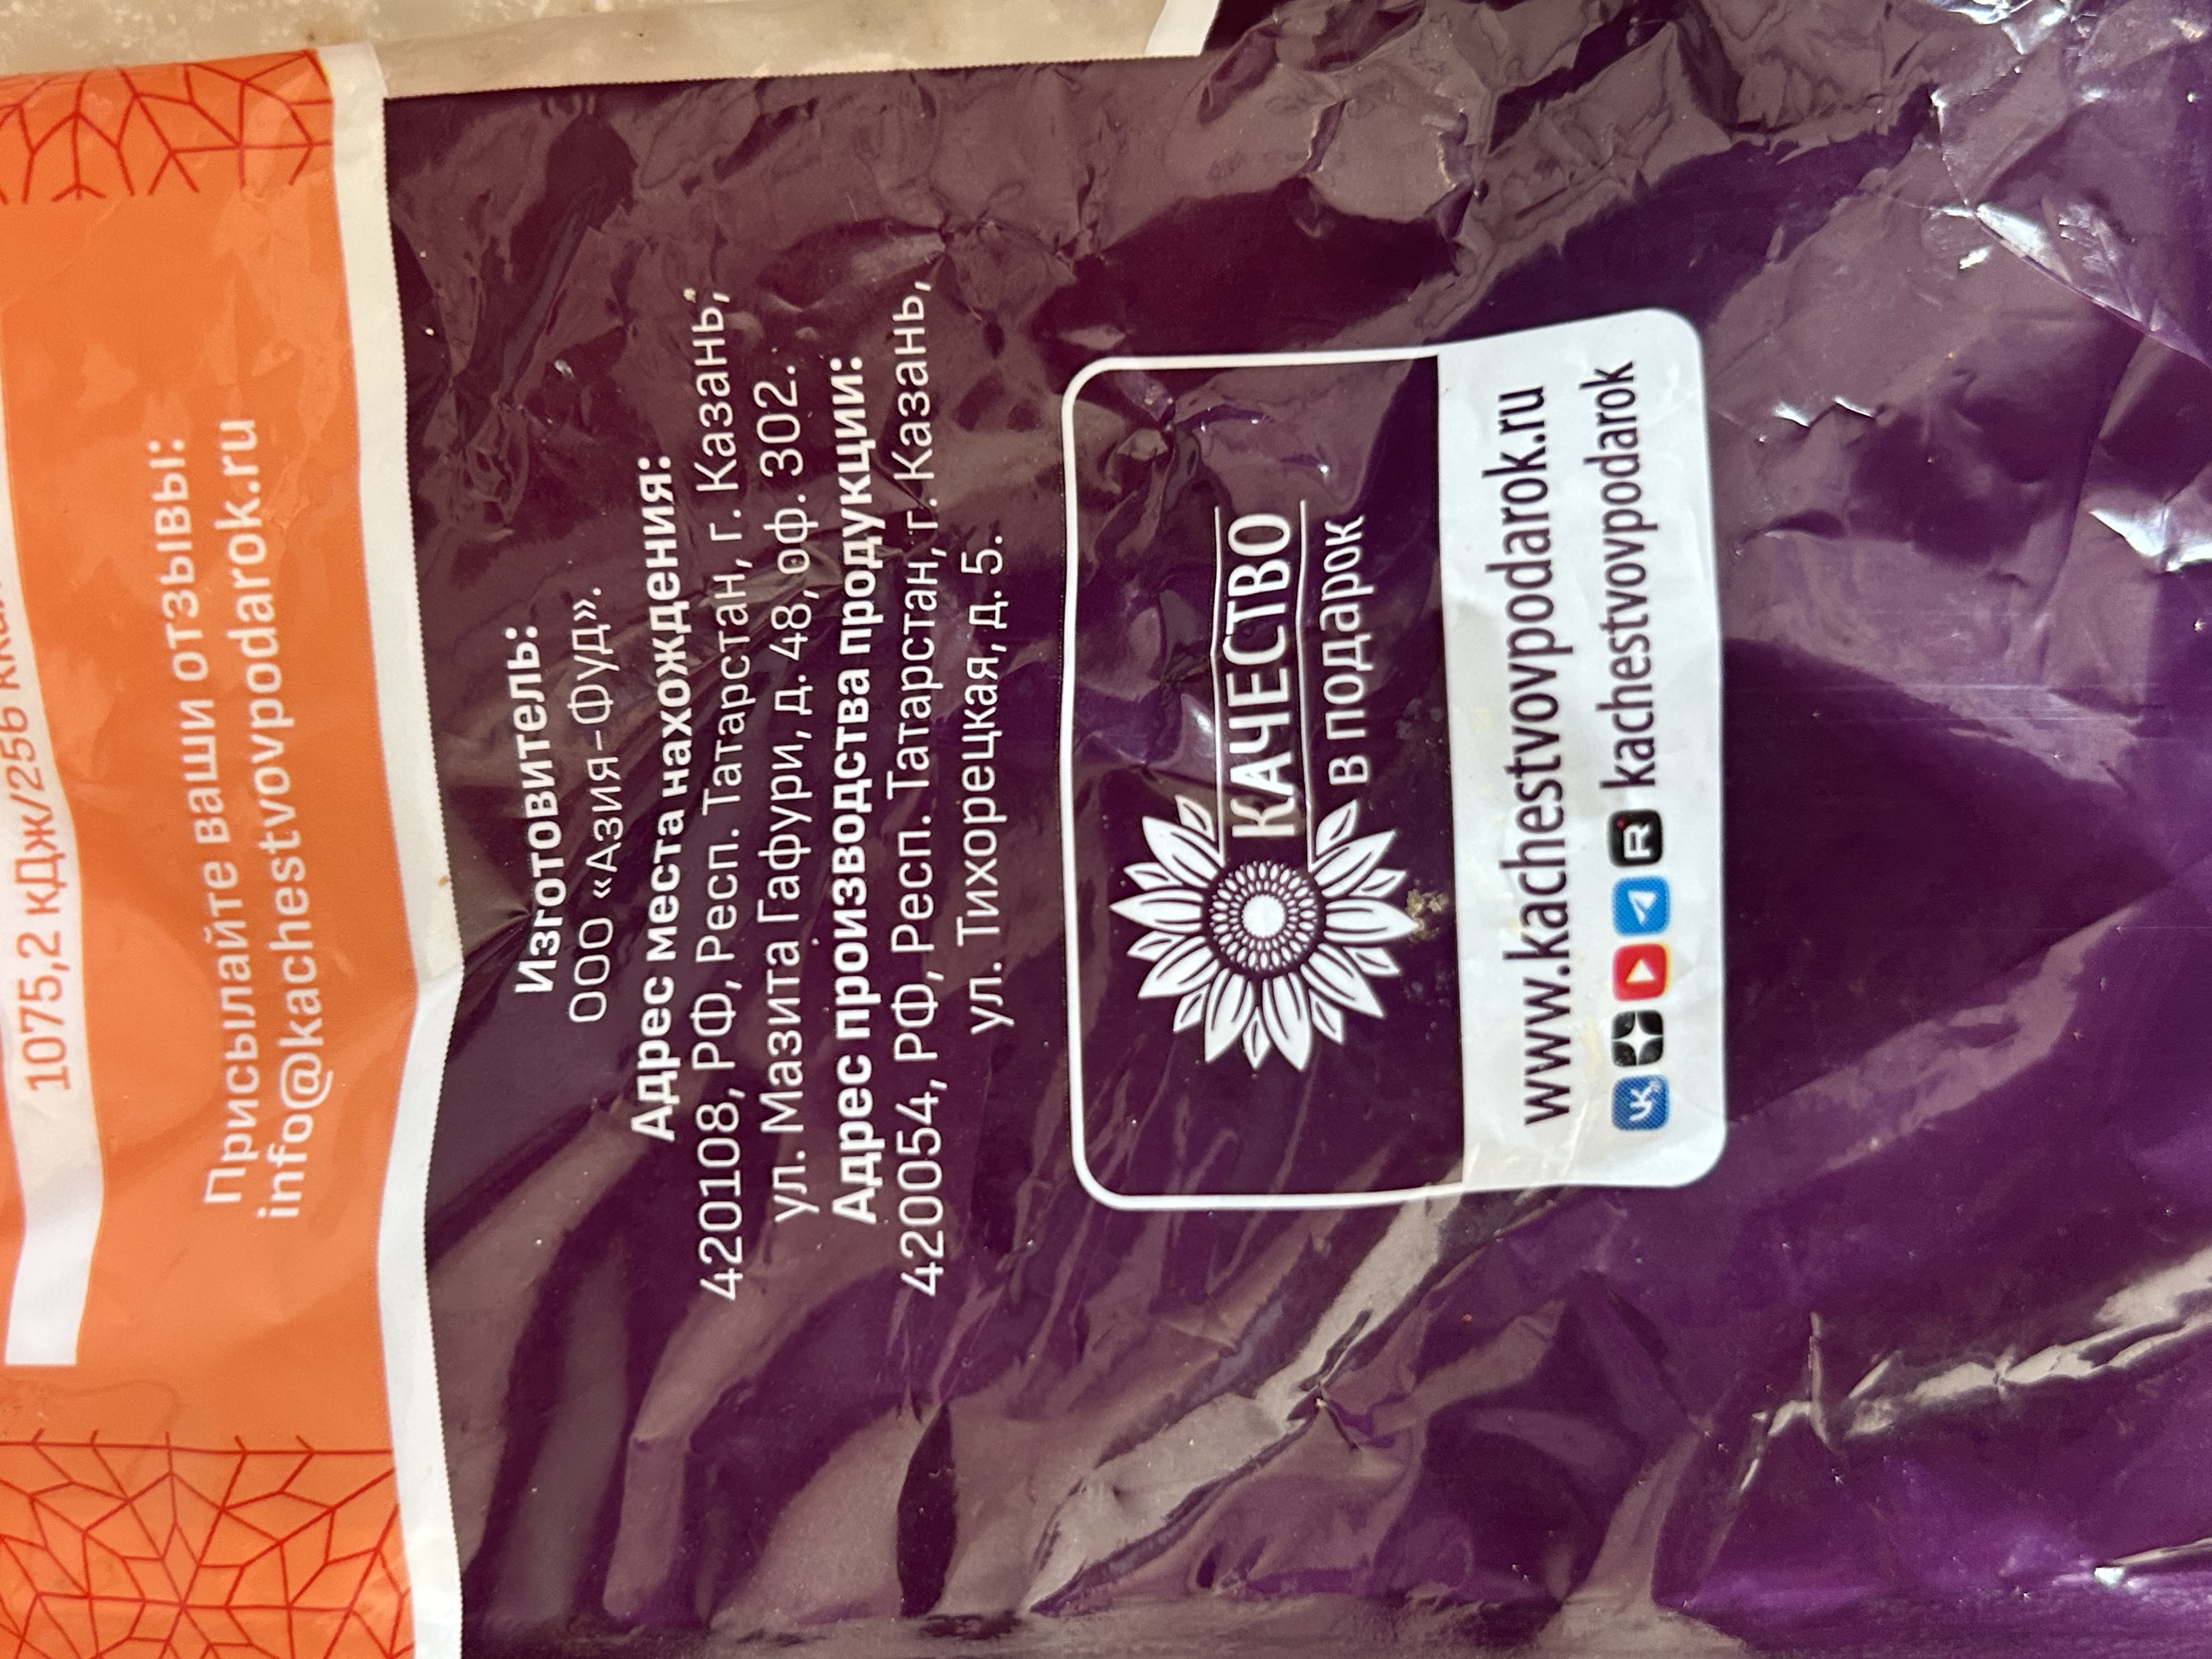 1075,2 кДж/256 кка
Присылайте ваши отзывы:
info@kachestvovpodarok.ru
Изготовитель:
ООО «Азия-Фуд».
Адрес места нахождения:
420108, РФ, Респ. Татарстан, г. Казань,
ул. Мазита Гафури, д. 48, оф. 302.
Адрес производства продукции:
420054, РФ, Респ. Татарстан, г. Казань,
ул. Тихорецкая, д. 5.
КАЧЕСТВО
В ПОДАРОК
www.kachestvovpodarok.ru
kachestvovpodarok